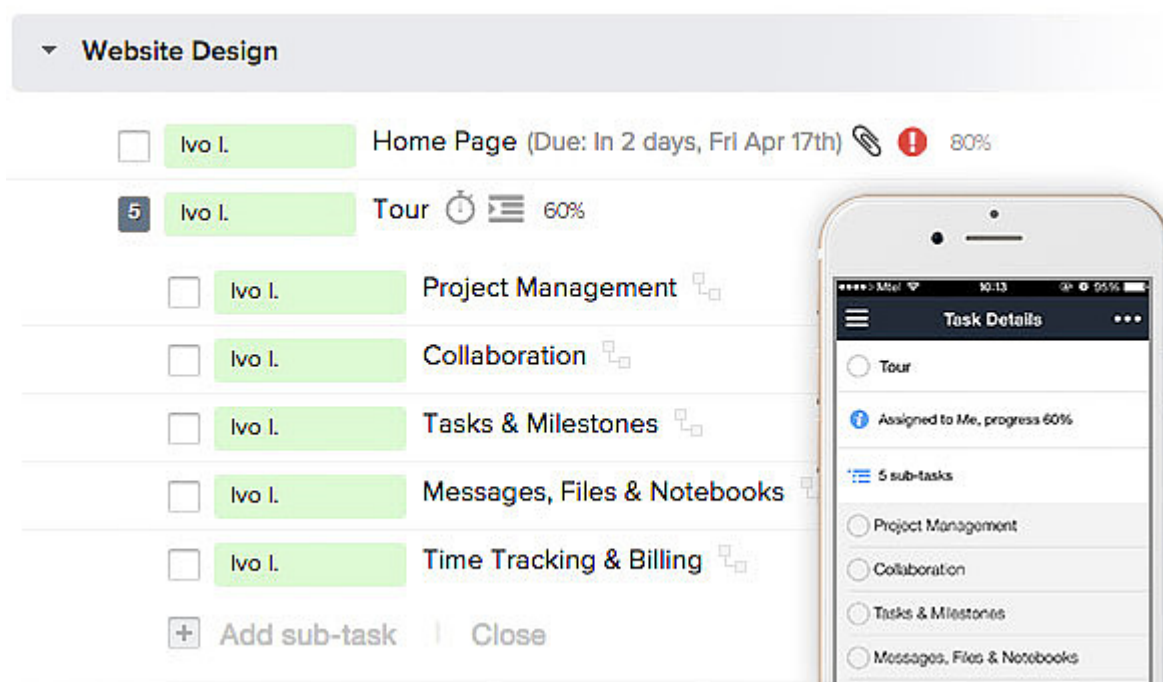 Website Design
Ivo I. Home Page (Due: In 2 days, Fri Apr 17th) 80%
5 Ivo I. Tour 60%
Ivo I. Project Management
Ivo I. Collaboration
Ivo I. Tasks & Milestones
Ivo I. Messages, Files & Notebooks
Ivo I. Time Tracking & Billing
Add sub-task Close
Mtel 10:13 95%
Task Details
Tour
Assigned to Me, progress 60%
5 sub-tasks
Project Management
Collaboration
Tasks & Milestones
Messages, Files & Notebooks